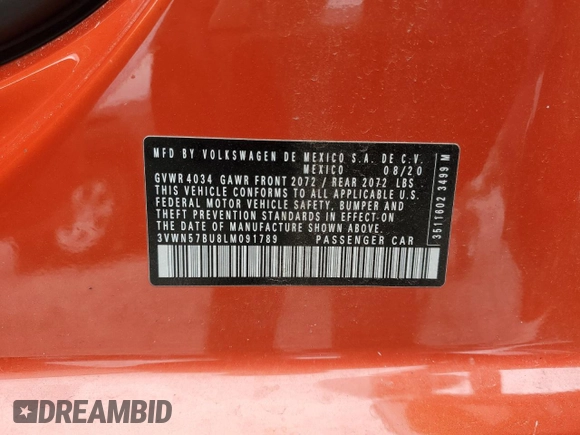 MFD BY VOLKSWAGEN DE MEXICO S.A. DE C.V.
MEXICO 08/20
GVWR 4034 GAWR FRONT 2072 / REAR 2072 LBS
THIS VEHICLE CONFORMS TO ALL APPLICABLE U.S.
FEDERAL MOTOR VEHICLE SAFETY, BUMPER AND
THEFT PREVENTION STANDARDS IN EFFECT ON
THE DATE OF MANUFACTURE SHOWN ABOVE.
3VWN57BU8LM091789 PASSENGER CAR
3511602 3499 M
DREAMBID